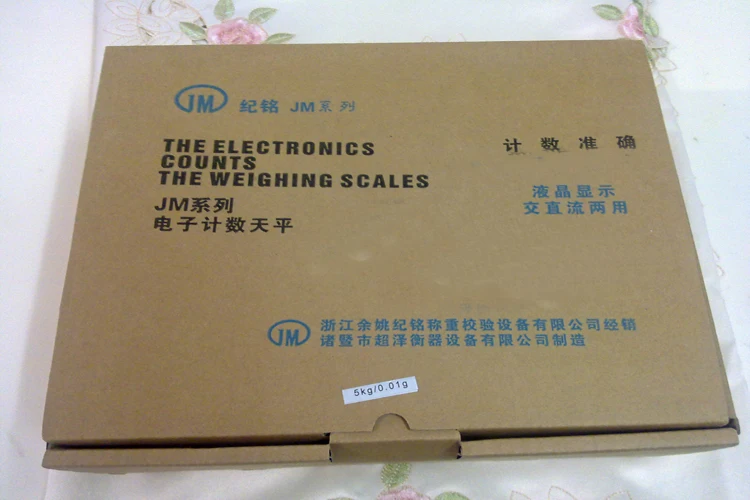 JM 纪铭 JM系列
THE ELECTRONICS
COUNTS
THE WEIGHING SCALES
JM系列
电子计数天平
计数准确
液晶显示
交直流两用
JM 浙江余姚纪铭称重校验设备有限公司经销
诸暨市超泽衡器设备有限公司制造
5kg/0.01g